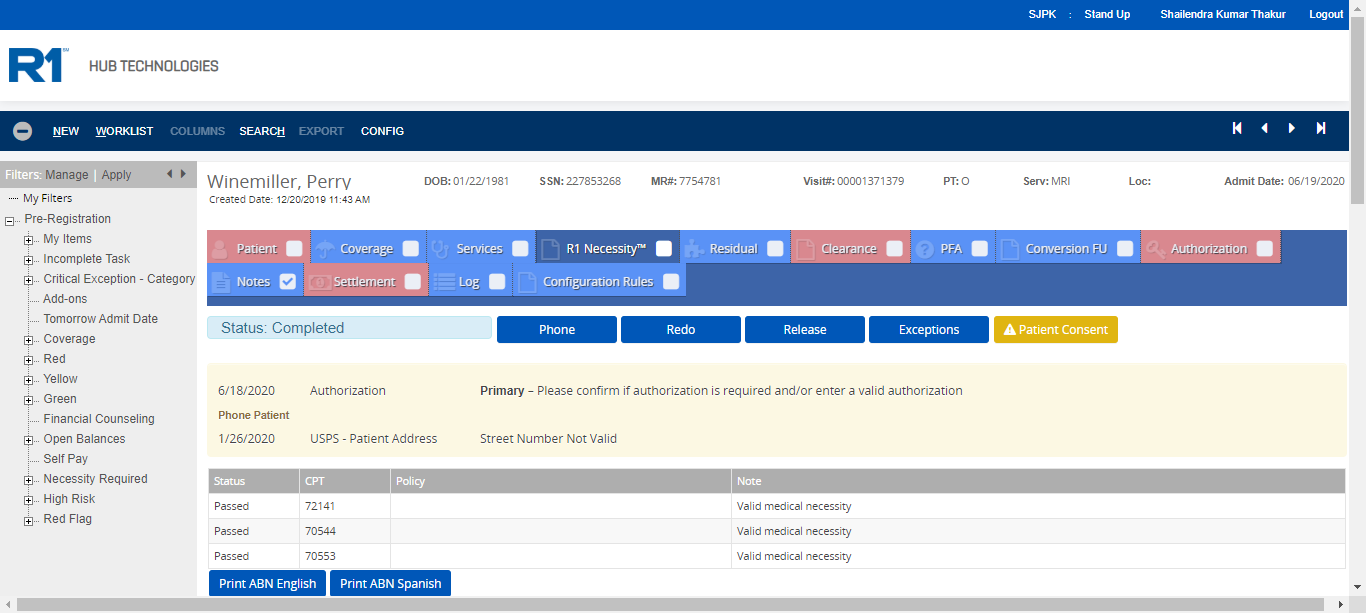 SJPK : Stand Up Shailendra Kumar Thakur Logout
R1 HUB TECHNOLOGIES
NEW WORKLIST COLUMNS SEARCH EXPORT CONFIG
Filters: Manage | Apply
My Filters
Pre-Registration
My Items
Incomplete Task
Critical Exception - Category
Add-ons
Tomorrow Admit Date
Coverage
Red
Yellow
Green
Financial Counseling
Open Balances
Self Pay
Necessity Required
High Risk
Red Flag
Winemiller, Perry DOB: 01/22/1981 SSN: 227853268 MR#: 7754781 Visit#: 00001371379 PT: O Serv: MRI Loc: Admit Date: 06/19/2020
Created Date: 12/20/2019 11:43 AM
Patient Coverage Services R1 Necessity™ Residual Clearance PFA Conversion FU Authorization
Notes Settlement Log Configuration Rules
Status: Completed Phone Redo Release Exceptions Patient Consent
6/18/2020 Authorization Primary – Please confirm if authorization is required and/or enter a valid authorization
Phone Patient
1/26/2020 USPS - Patient Address Street Number Not Valid
Status CPT Policy Note
Passed 72141 Valid medical necessity
Passed 70544 Valid medical necessity
Passed 70553 Valid medical necessity
Print ABN English Print ABN Spanish